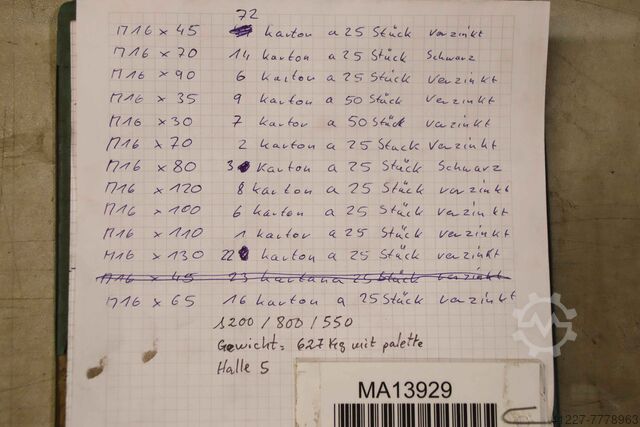 72
M16 x 45 karton a 25 Stück verzinkt
M16 x 70 14 karton a 25 Stück Schwarz
M16 x 90 6 karton a 25 Stück verzinkt
M16 x 35 9 karton a 50 Stück verzinkt
M16 x 30 7 karton a 50 Stück verzinkt
M16 x 70 2 karton a 25 Stück verzinkt
M16 x 80 3 karton a 25 Stück Schwarz
M16 x 120 8 karton a 25 Stück verzinkt
M16 x 100 6 karton a 25 Stück verzinkt
M16 x 110 1 karton a 25 Stück verzinkt
M16 x 130 22 karton a 25 Stück verzinkt
M16 x 45 23 karton a 25 Stück verzinkt
M16 x 65 16 karton a 25 Stück verzinkt
1200 / 800 / 550
Gewicht: 627 Kg mit palette
Halle 5
MA13929
41227-7778963